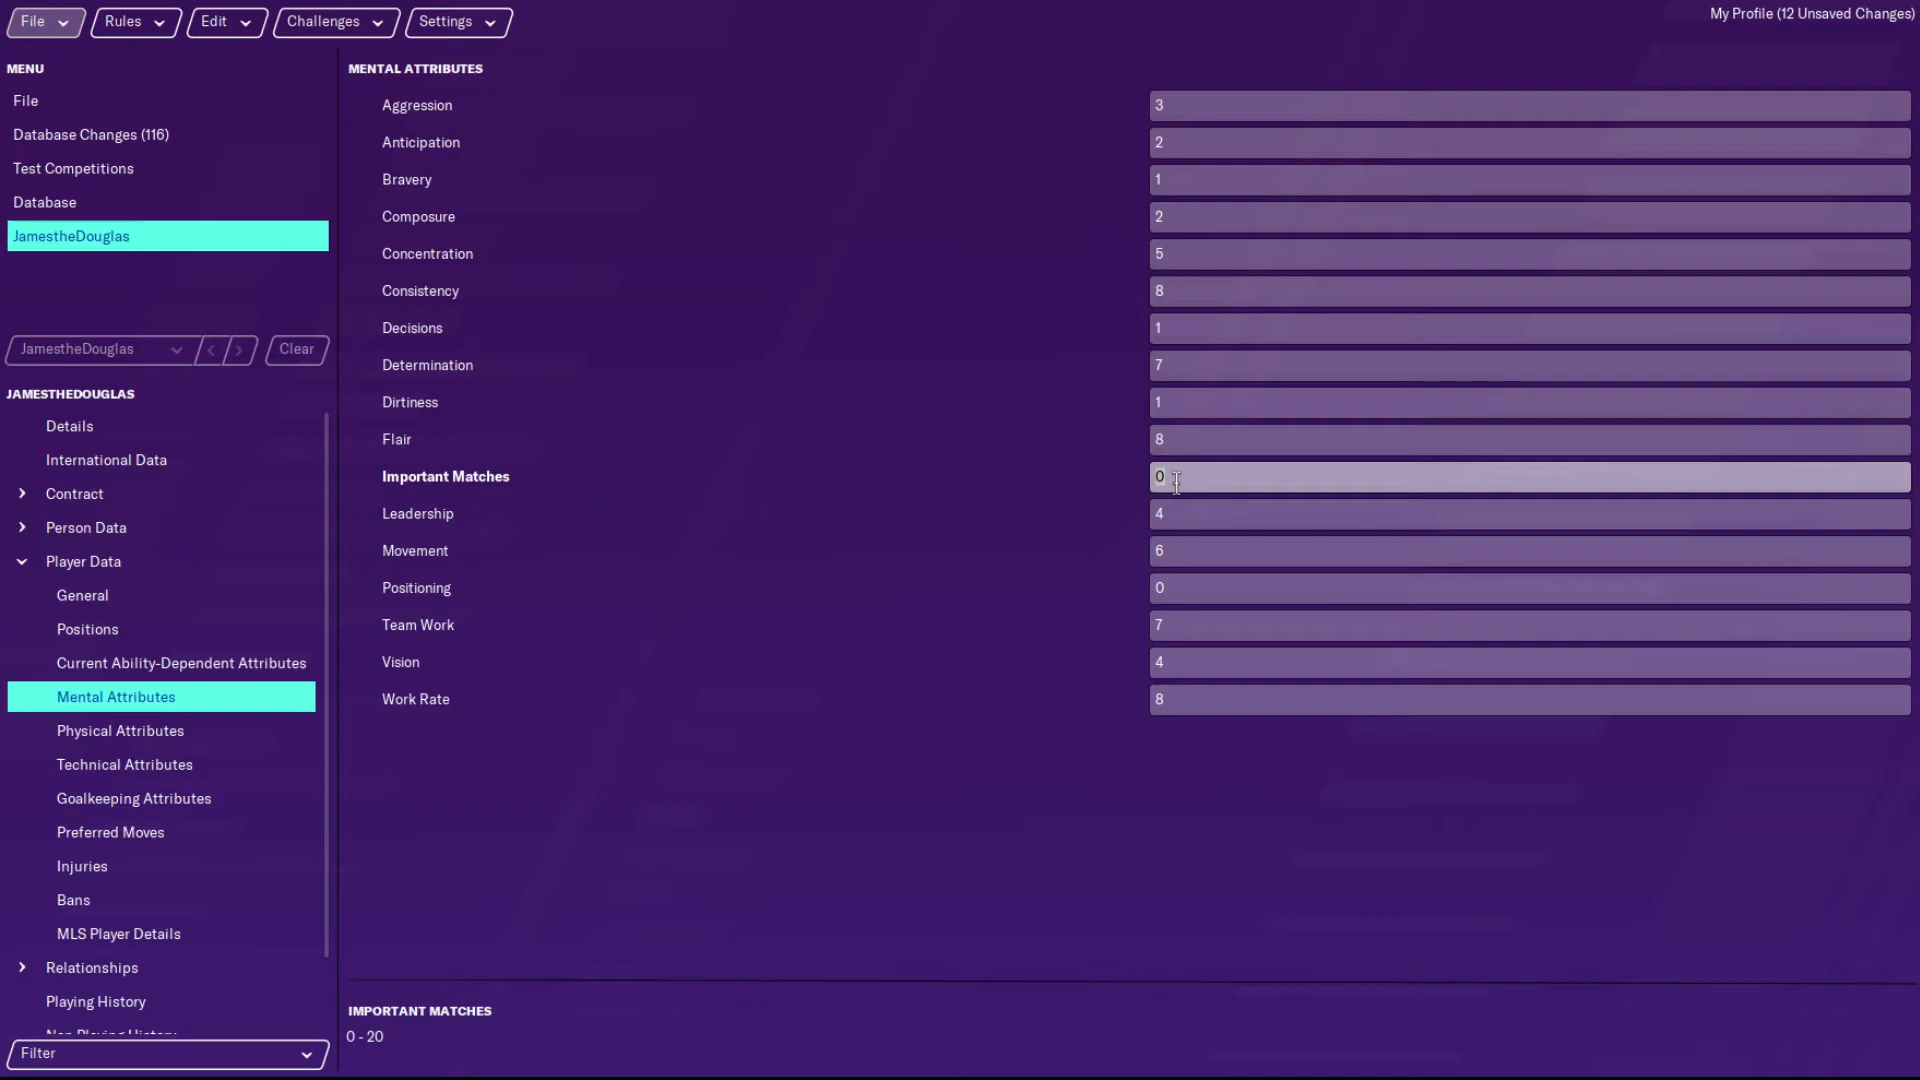 File
Rules
Edit
Challenges
Settings
My Profile (12 Unsaved Changes)
MENU
File
Database Changes (116)
Test Competitions
Database
JamestheDouglas
JamestheDouglas
Clear
JAMESTHEDOUGLAS
Details
International Data
Contract
Person Data
Player Data
General
Positions
Current Ability-Dependent Attributes
Mental Attributes
Physical Attributes
Technical Attributes
Goalkeeping Attributes
Preferred Moves
Injuries
Bans
MLS Player Details
Relationships
Playing History
Non Playing History
Filter
MENTAL ATTRIBUTES
Aggression 3
Anticipation 2
Bravery 1
Composure 2
Concentration 5
Consistency 8
Decisions 1
Determination 7
Dirtiness 1
Flair 8
Important Matches 0
Leadership 4
Movement 6
Positioning 0
Team Work 7
Vision 4
Work Rate 8
IMPORTANT MATCHES
0 - 20